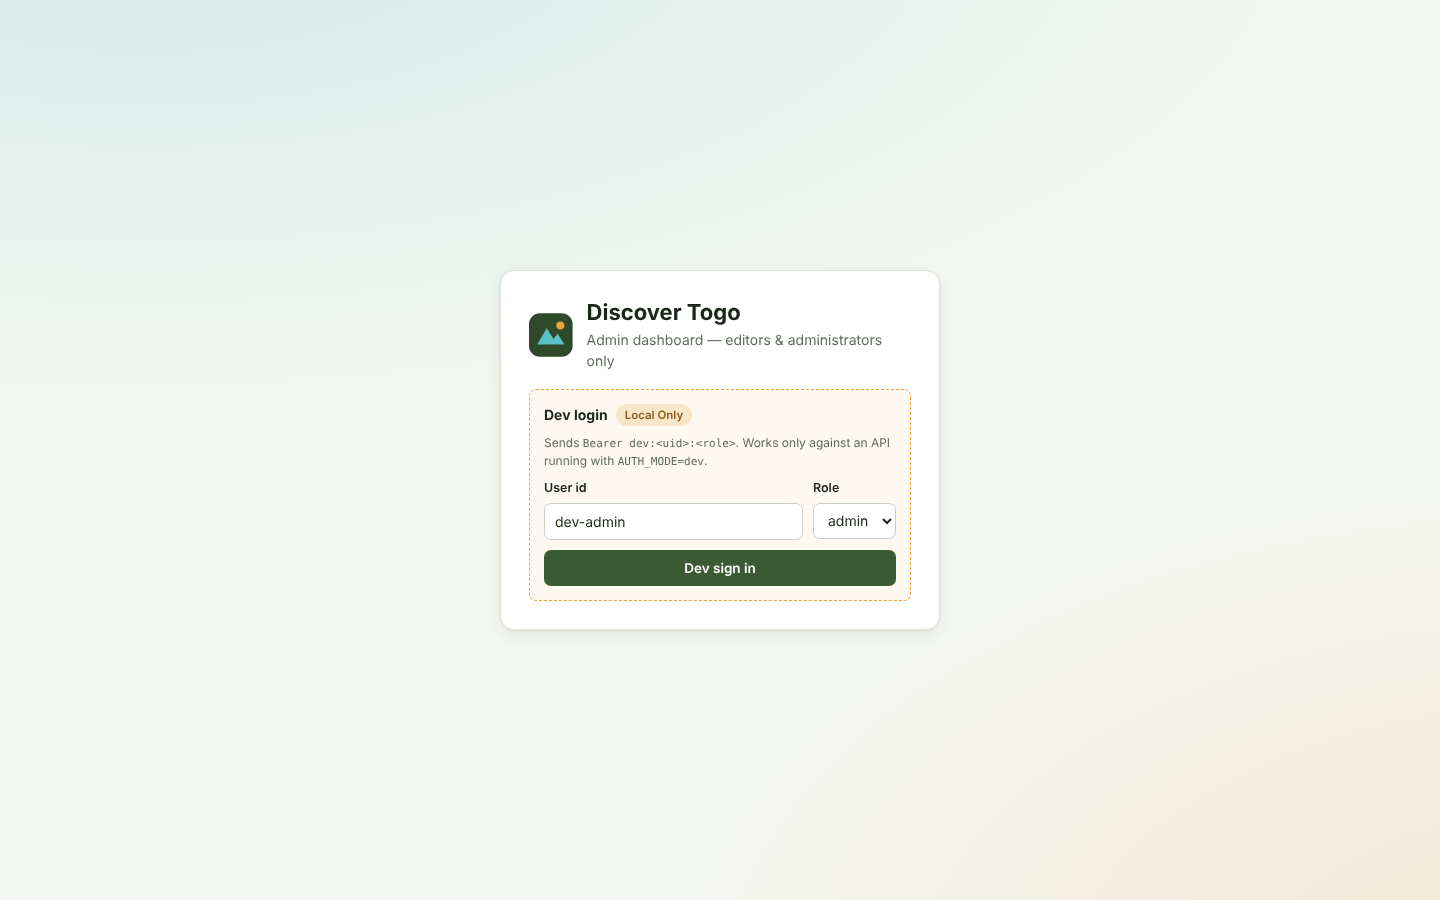 Discover Togo
Admin dashboard — editors & administrators
only
Dev login Local Only
Sends Bearer dev:<uid>:<role>. Works only against an API
running with AUTH_MODE=dev.
User id Role
dev-admin admin
Dev sign in